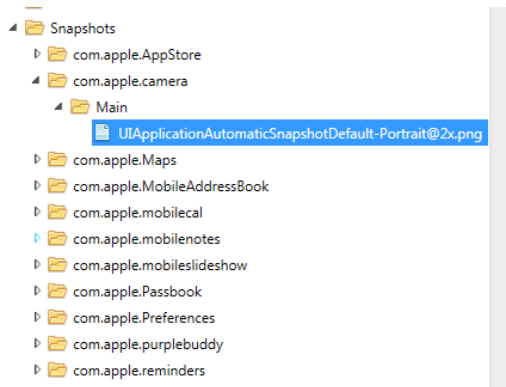 Snapshots
com.apple.AppStore
com.apple.camera
Main
UIApplicationAutomaticSnapshotDefault-Portrait@2x.png
com.apple.Maps
com.apple.MobileAddressBook
com.apple.mobilecal
com.apple.mobilenotes
com.apple.mobileslideshow
com.apple.Passbook
com.apple.Preferences
com.apple.purplebuddy
com.apple.reminders